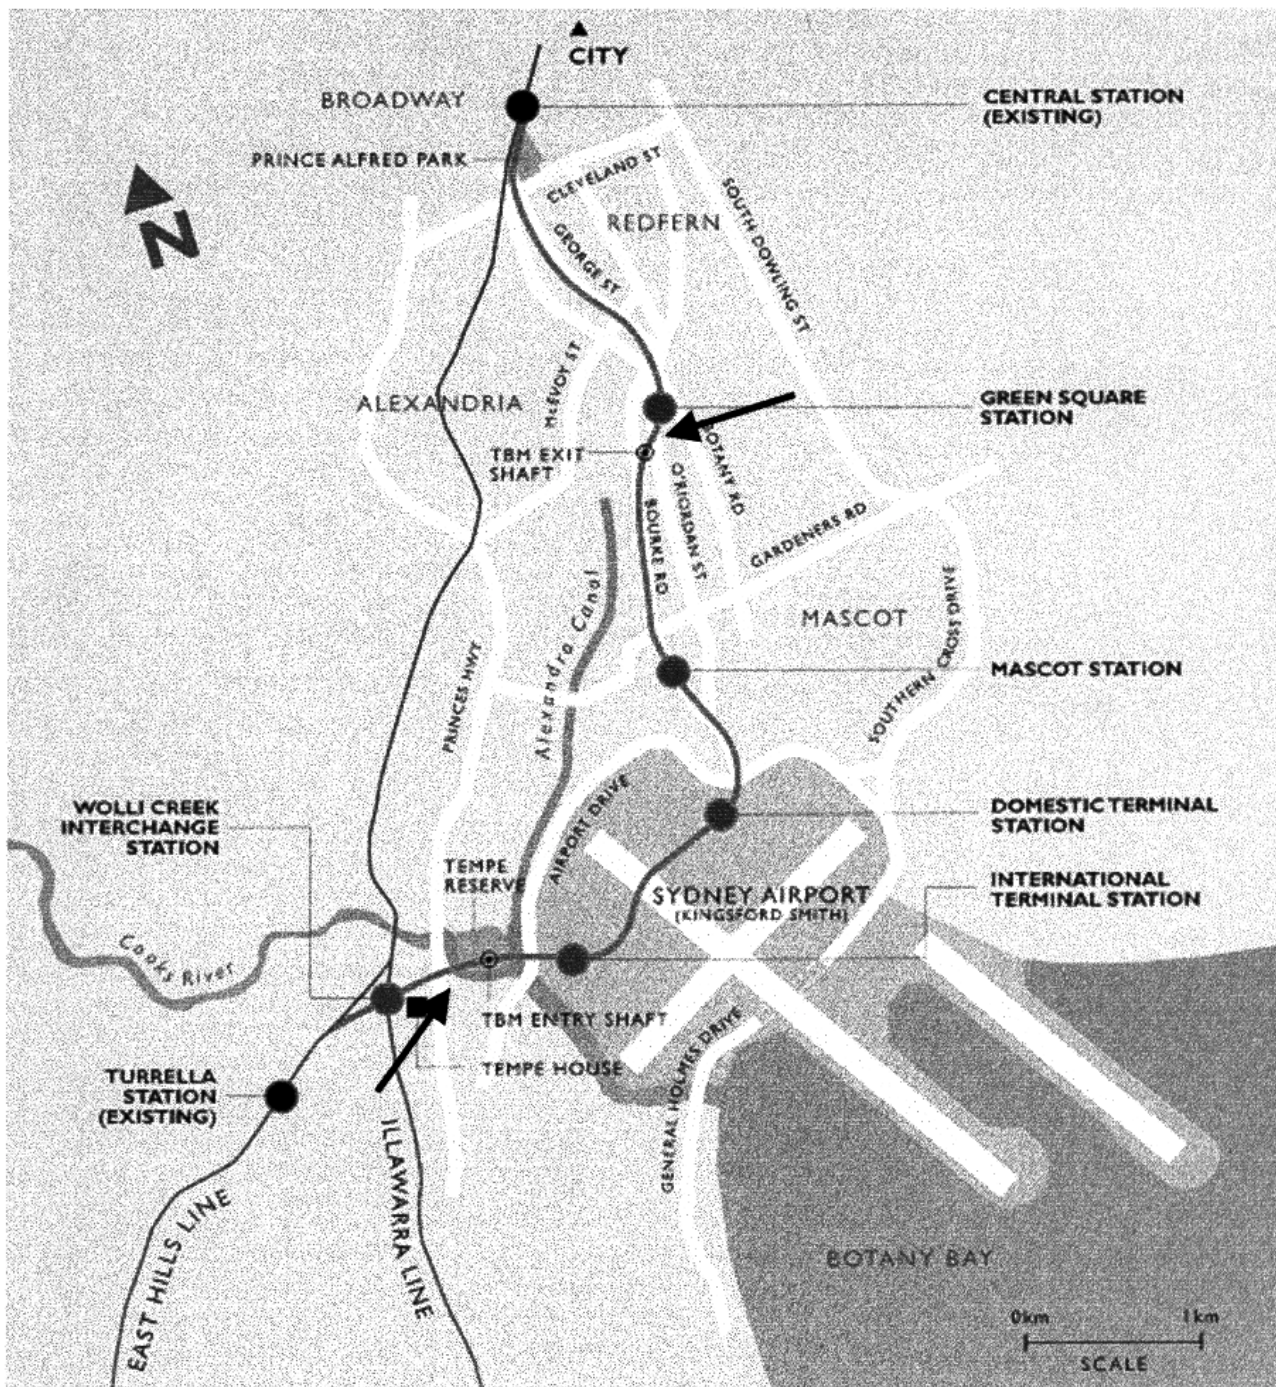 CITY
BROADWAY
CENTRAL STATION
(EXISTING)
PRINCE ALFRED PARK
CLEVELAND ST
N
REDFERN
SOUTH DOWLING ST
GEORGE ST
McEVOY ST
ALEXANDRIA
GREEN SQUARE
STATION
TBM EXIT
SHAFT
BOTANY RD
O'RIORDAN ST
BOURKE RD
GARDENERS RD
Alexandra Canal
MASCOT
SOUTHERN CROSS DRIVE
PRINCES HWY
MASCOT STATION
WOLLI CREEK
INTERCHANGE
STATION
AIRPORT DRIVE
DOMESTIC TERMINAL
STATION
TEMPE
RESERVE
SYDNEY AIRPORT
(KINGSFORD SMITH)
INTERNATIONAL
TERMINAL STATION
Cooks River
TBM ENTRY SHAFT
TEMPE HOUSE
GENERAL HOLMES DRIVE
TURRELLA
STATION
(EXISTING)
ILLAWARRA LINE
EAST HILLS LINE
BOTANY BAY
0km 1km
SCALE